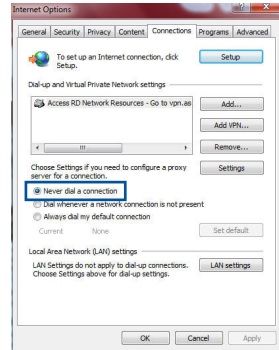 Internet Options
General Security Privacy Content Connections Programs Advanced
To set up an Internet connection, click
Setup.
Setup
Dial-up and Virtual Private Network settings
Access RD Network Resources - Go to vpn.as
Add...
Add VPN...
Remove...
Choose Settings if you need to configure a proxy
server for a connection.
Settings
Never dial a connection
Dial whenever a network connection is not present
Always dial my default connection
Current None
Set default
Local Area Network (LAN) settings
LAN Settings do not apply to dial-up connections.
Choose Settings above for dial-up settings.
LAN settings
OK Cancel Apply